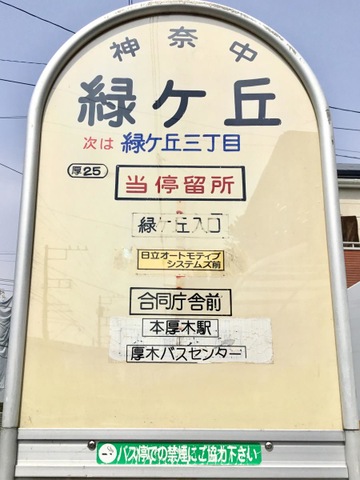 神奈中
緑ケ丘
次は 緑ケ丘三丁目
厚25
当停留所
緑ケ丘入口
日立オートモティブ
システムズ前
合同庁舎前
本厚木駅
厚木バスセンター
バス停での禁煙にご協力下さい